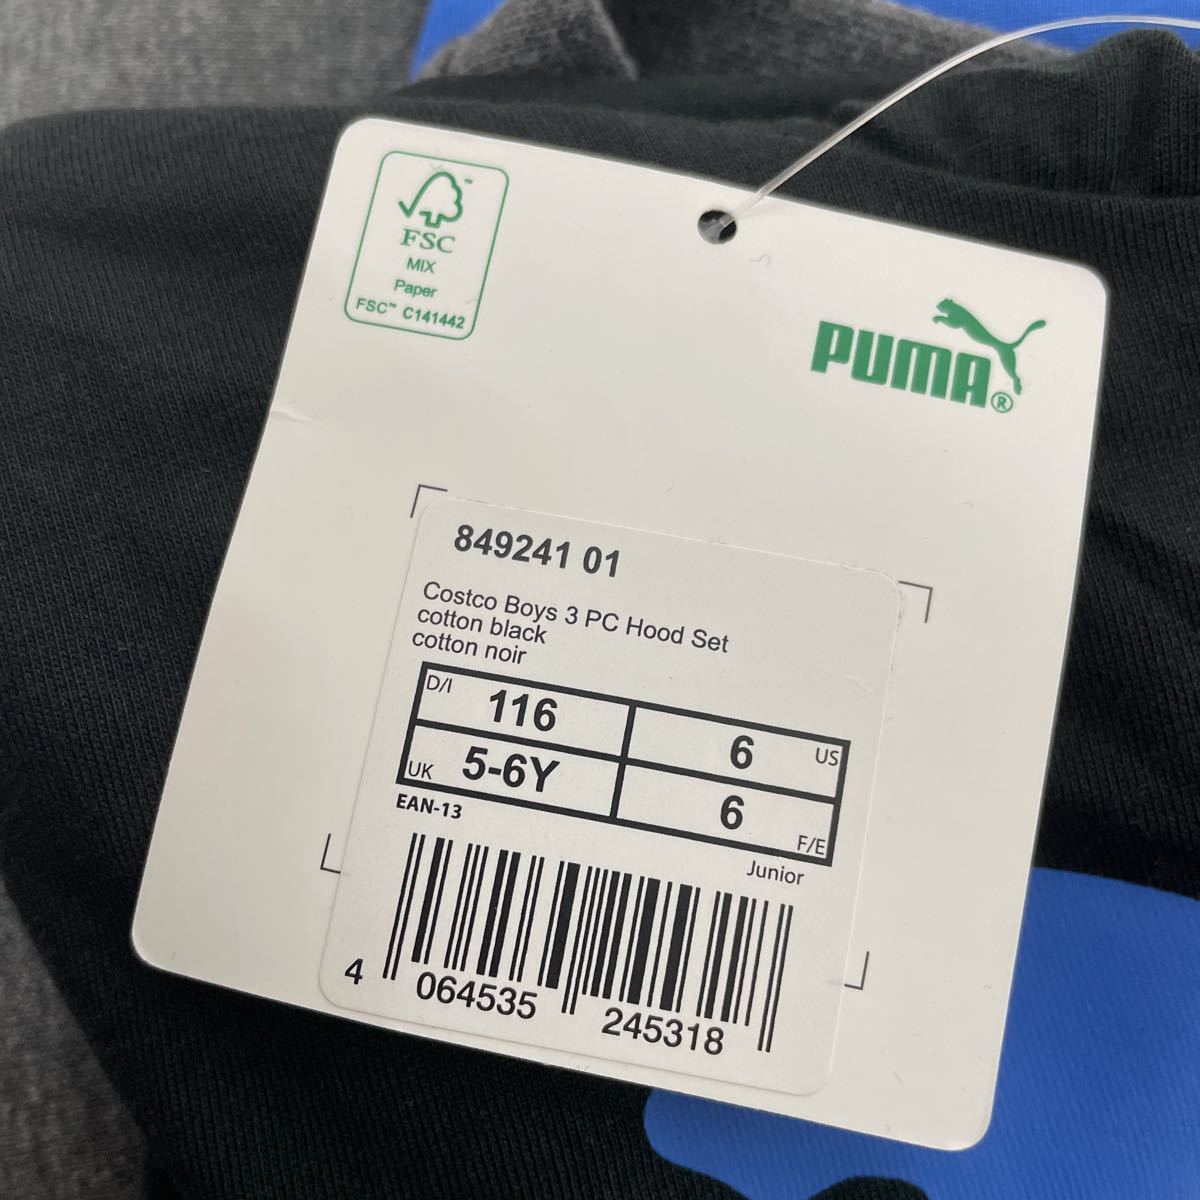 FSC™
MIX
Paper
FSC™ C141442
PUMA®
849241 01
Costco Boys 3 PC Hood Set
cotton black
cotton noir
D/I 116 6 US
UK 5-6Y 6 F/E
EAN-13
Junior
4 064535 245318